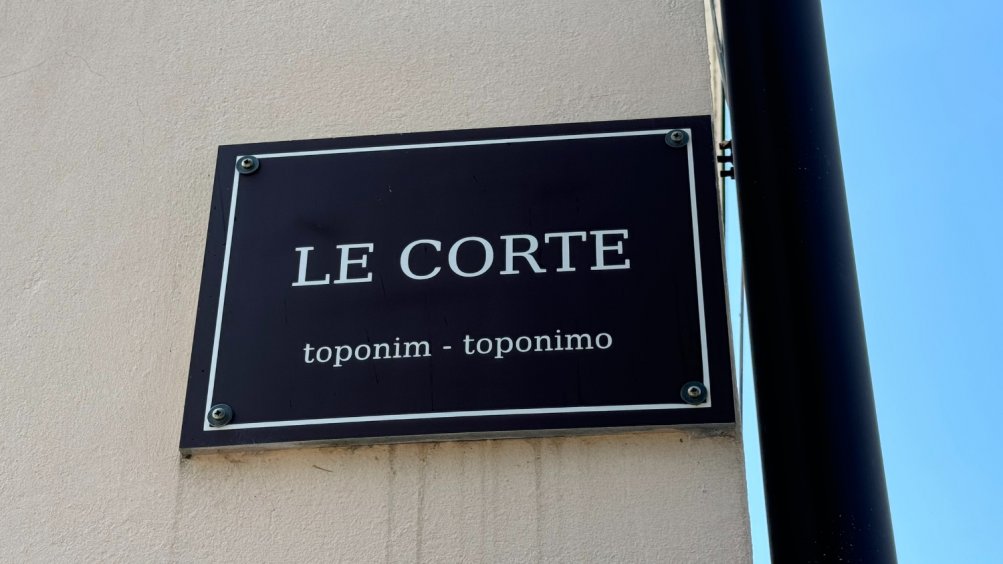 LE CORTE
toponim - toponimo